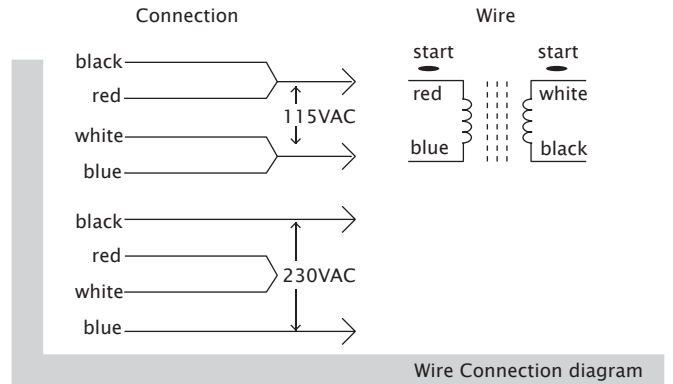 Connection
black
red
115VAC
white
blue
black
red
230VAC
white
blue
Wire
start start
red white
blue black
Wire Connection diagram